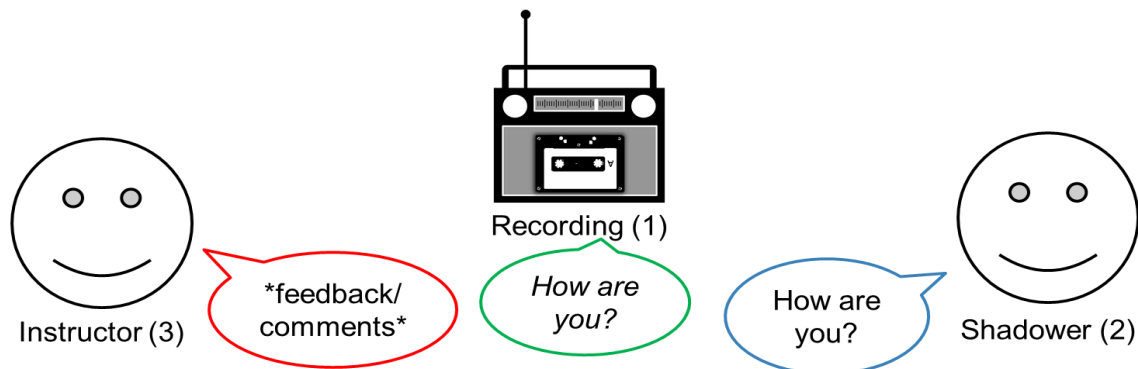 Recording (1)
*feedback/
comments*
How are
you?
How are
you?
Instructor (3)
Shadower (2)